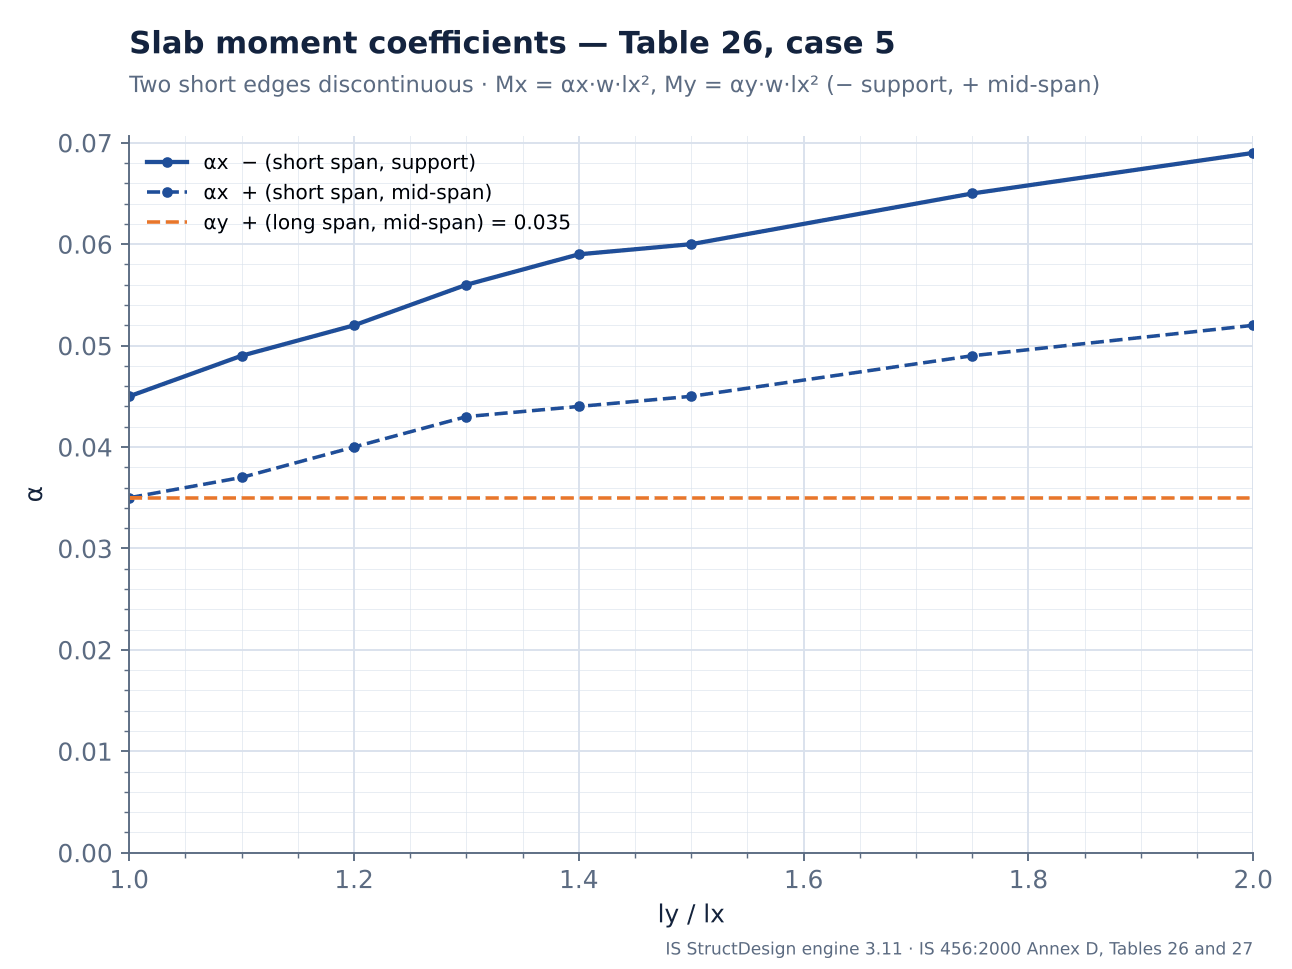 Slab moment coefficients — Table 26, case 5
Two short edges discontinuous · Mx = αx·w·lx², My = αy·w·lx² (− support, + mid-span)
αx − (short span, support)
αx + (short span, mid-span)
αy + (long span, mid-span) = 0.035
0.07
0.06
0.05
0.04
0.03
0.02
0.01
0.00
α
1.0 1.2 1.4 1.6 1.8 2.0
ly / lx
IS StructDesign engine 3.11 · IS 456:2000 Annex D, Tables 26 and 27